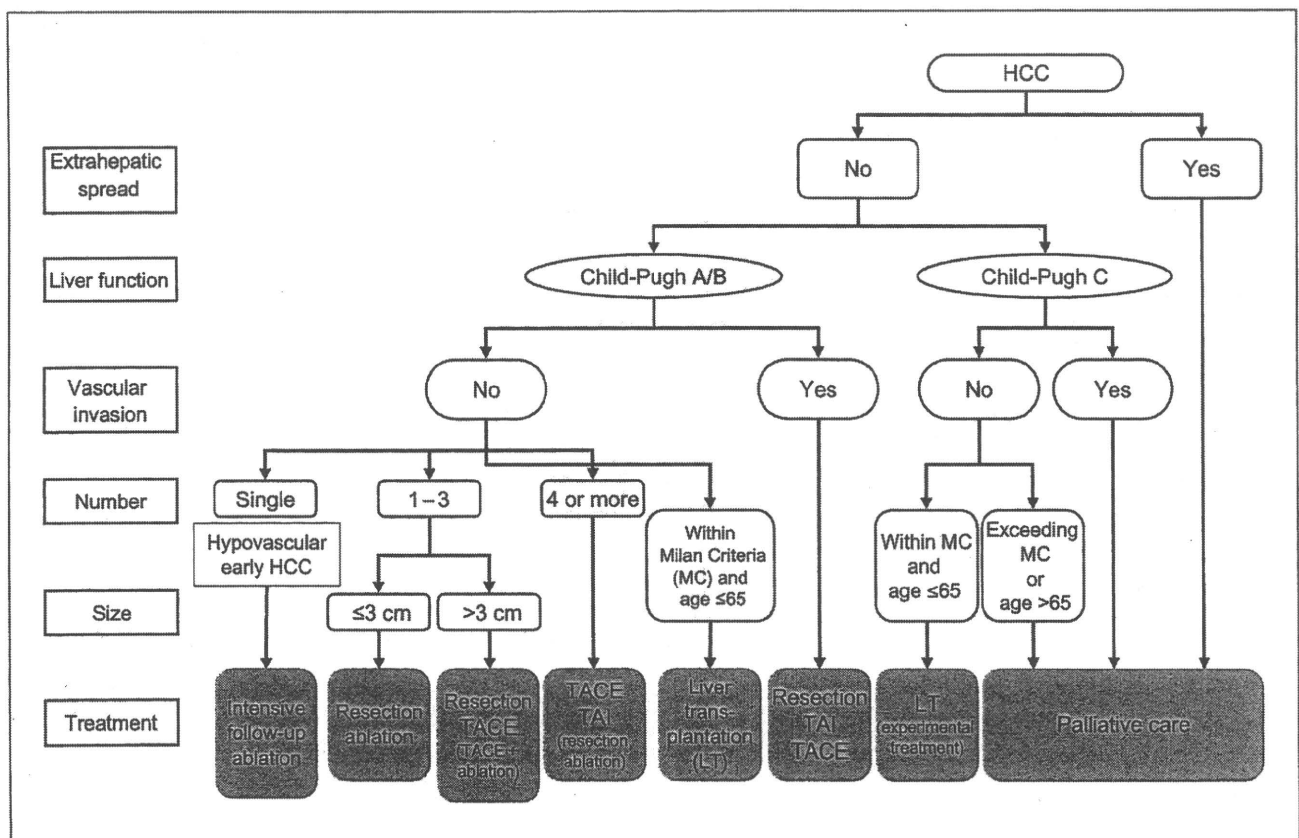 HCC
Extrahepatic
spread
No
Yes
Liver function
Child-Pugh A/B
Child-Pugh C
Vascular
invasion
No
Yes
No
Yes
Number
Single
1–3
4 or more
Hypovascular
early HCC
Within
Milan Criteria
(MC) and
age ≤65
Within MC
and
age ≤65
Exceeding
MC
or
age >65
Size
≤3 cm
>3 cm
Treatment
Intensive
follow-up
ablation
Resection
ablation
Resection
TACE
(TACE+
ablation)
TACE
TAI
(resection
ablation)
Liver
trans-
plantation
(LT)
Resection
TAI
TACE
LT
(experimental
treatment)
Palliative care